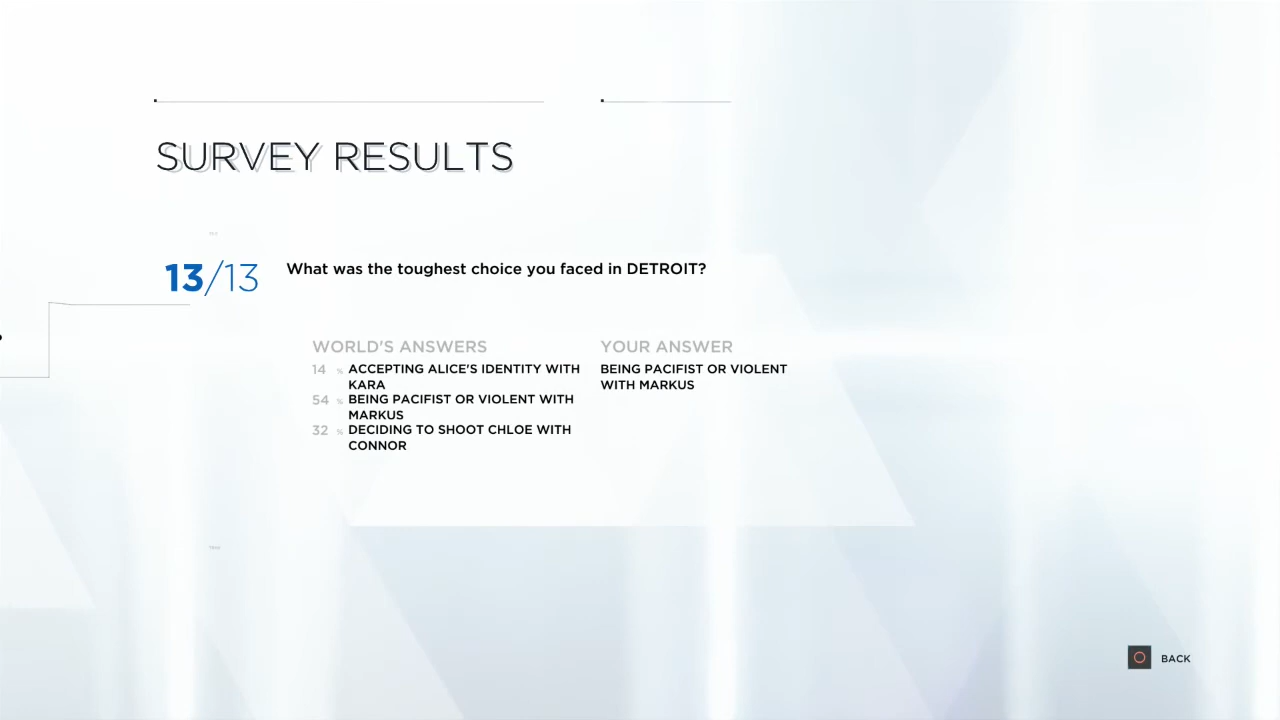 SURVEY RESULTS
13/13
What was the toughest choice you faced in DETROIT?
WORLD'S ANSWERS
14 % ACCEPTING ALICE'S IDENTITY WITH
KARA
54 % BEING PACIFIST OR VIOLENT WITH
MARKUS
32 % DECIDING TO SHOOT CHLOE WITH
CONNOR
YOUR ANSWER
BEING PACIFIST OR VIOLENT
WITH MARKUS
BACK